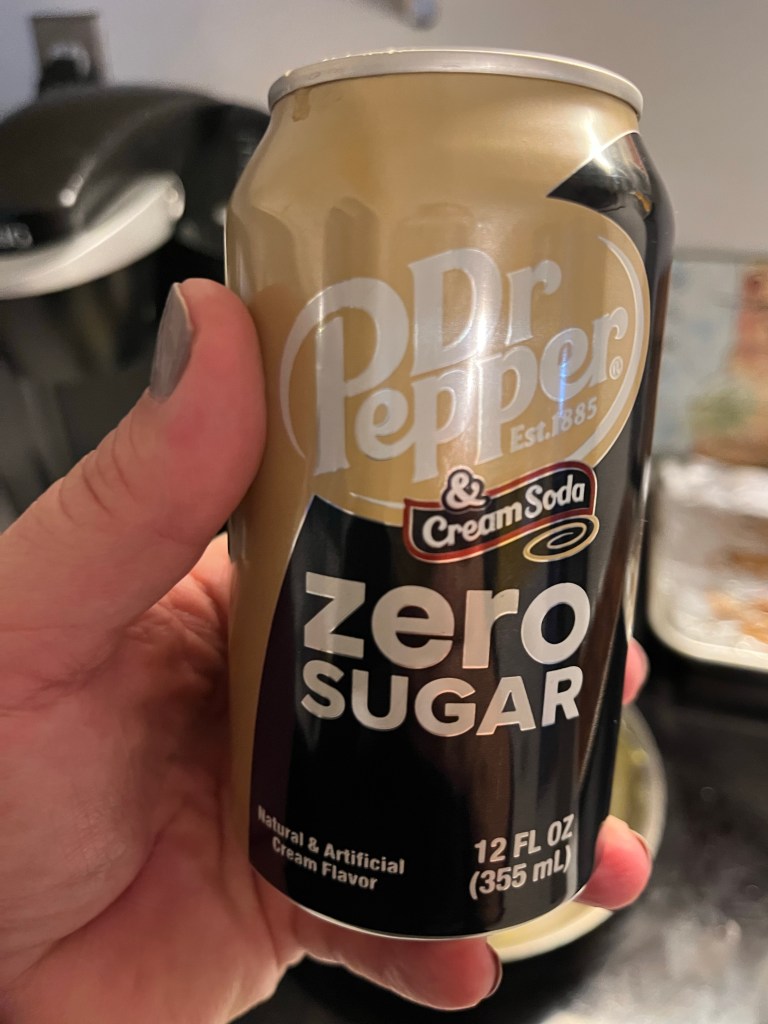 Dr
Pepper®
Est.1885
&
Cream Soda
zero
SUGAR
Natural & Artificial
Cream Flavor
12 FL OZ
(355 mL)